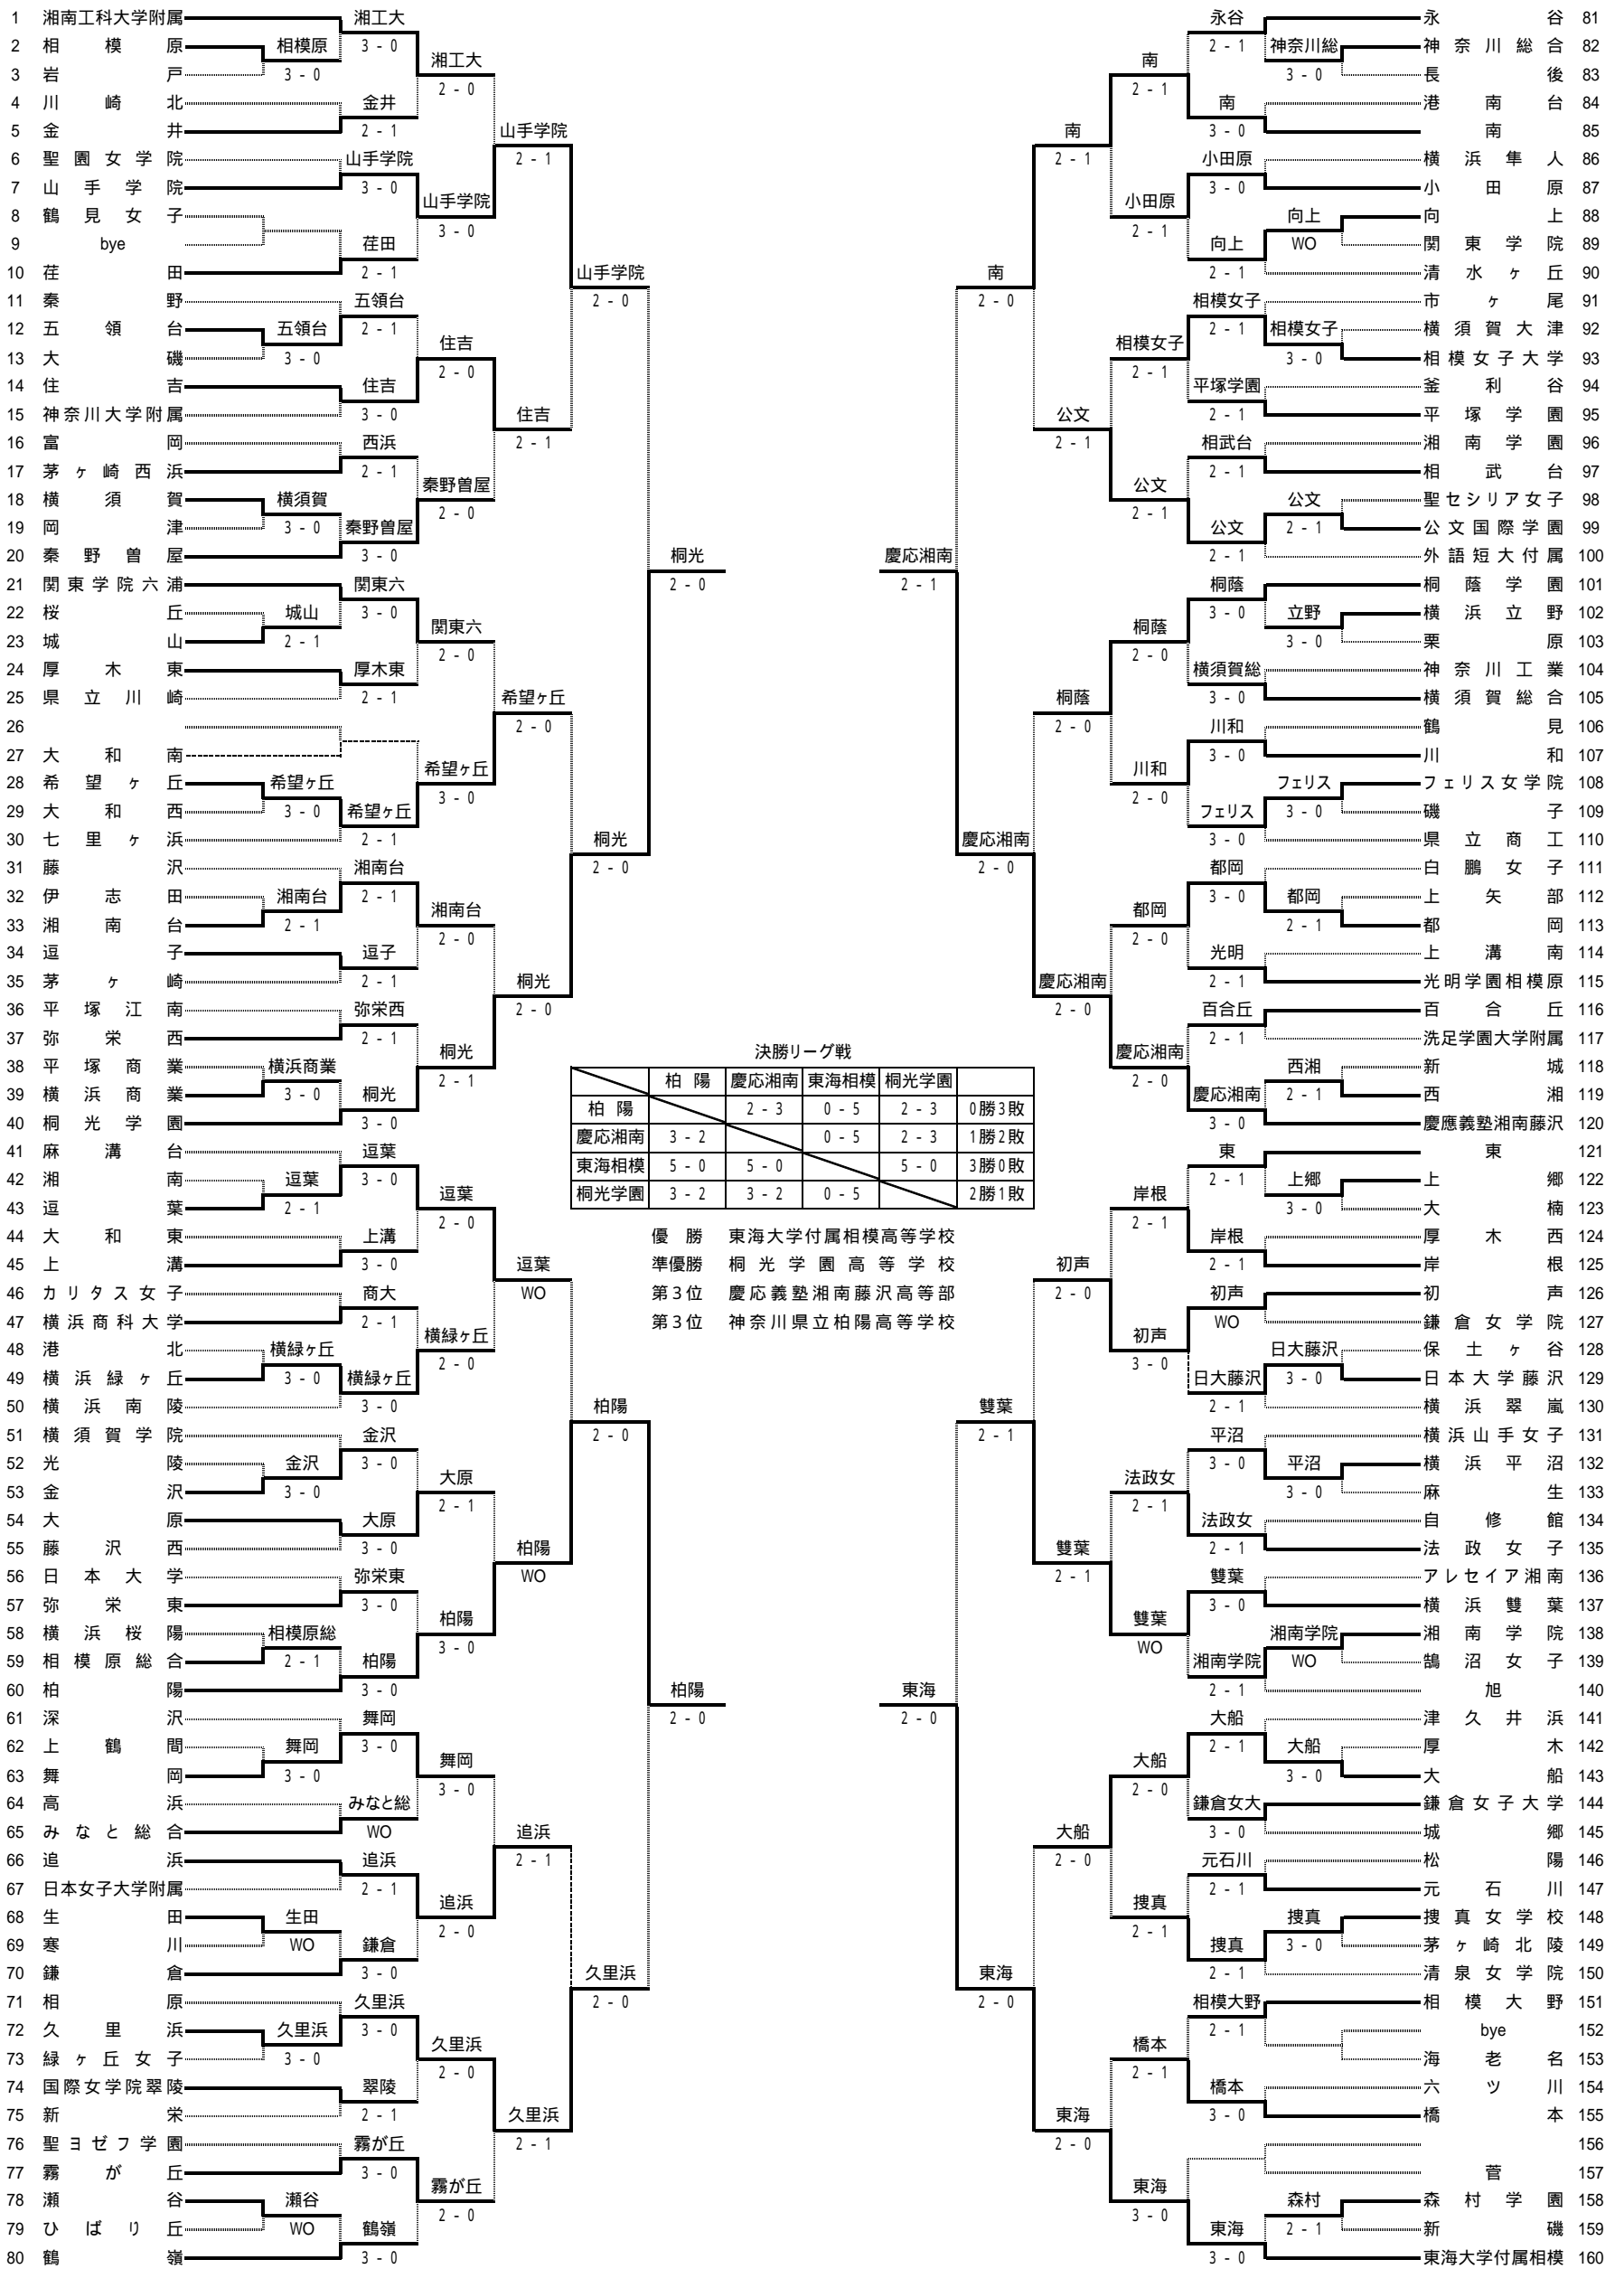 1 湘南工科大学附属 湘工大 永谷 永谷 81
2 相模原 相模原 3 - 0 2 - 1 神奈川総 神奈川総合 82
3 岩戸 3 - 0 湘工大 南 3 - 0 長後 83
4 川崎北 金井 2 - 0 2 - 1 南 港南台 84
5 金井 2 - 1 山手学院 南 3 - 0 南 85
6 聖園女学院 山手学院 2 - 1 2 - 1 小田原 横浜隼人 86
7 山手学院 3 - 0 山手学院 小田原 3 - 0 小田原 87
8 鶴見女子 3 - 0 2 - 1 向上 向上 88
9 bye 荏田 向上 WO 関東学院 89
10 荏田 2 - 1 山手学院 南 2 - 1 清水ヶ丘 90
11 秦野 五領台 2 - 0 2 - 0 相模女子 市ヶ尾 91
12 五領台 五領台 2 - 1 2 - 1 相模女子 横須賀大津 92
13 大磯 3 - 0 住吉 相模女子 3 - 0 相模女子大学 93
14 住吉 住吉 2 - 0 2 - 1 平塚学園 釜利谷 94
15 神奈川大学附属 3 - 0 住吉 公文 2 - 1 平塚学園 95
16 富岡 西浜 2 - 1 2 - 1 相武台 湘南学園 96
17 茅ヶ崎西浜 2 - 1 秦野曽屋 公文 2 - 1 相武台 97
18 横須賀 横須賀 2 - 0 2 - 1 公文 聖セシリア女子 98
19 岡津 3 - 0 秦野曽屋 公文 2 - 1 公文国際学園 99
20 秦野曽屋 3 - 0 桐光 慶応湘南 2 - 1 外語短大付属 100
21 関東学院六浦 関東六 2 - 0 2 - 1 桐蔭 桐蔭学園 101
22 桜丘 城山 3 - 0 3 - 0 立野 横浜立野 102
23 城山 2 - 1 関東六 桐蔭 3 - 0 栗原 103
24 厚木東 厚木東 2 - 0 2 - 0 横須賀総 神奈川工業 104
25 県立川崎 2 - 1 希望ヶ丘 桐蔭 3 - 0 横須賀総合 105
26 2 - 0 2 - 0 川和 鶴見 106
27 大和南 希望ヶ丘 川和 3 - 0 川和 107
28 希望ヶ丘 希望ヶ丘 3 - 0 2 - 0 フェリス フェリス女学院 108
29 大和西 3 - 0 希望ヶ丘 フェリス 3 - 0 磯子 109
30 七里ヶ浜 2 - 1 桐光 慶応湘南 3 - 0 県立商工 110
31 藤沢 湘南台 2 - 0 2 - 0 都岡 白鵬女子 111
32 伊志田 湘南台 2 - 1 3 - 0 都岡 上矢部 112
33 湘南台 2 - 1 湘南台 都岡 2 - 1 都岡 113
34 逗子 逗子 2 - 0 2 - 0 光明 上溝南 114
35 茅ヶ崎 2 - 1 桐光 慶応湘南 2 - 1 光明学園相模原 115
36 平塚江南 弥栄西 2 - 0 2 - 0 百合丘 百合丘 116
37 弥栄西 2 - 1 桐光 慶応湘南 2 - 1 洗足学園大学附属 117
38 平塚商業 横浜商業 2 - 1 2 - 0 西湘 新城 118
39 横浜商業 3 - 0 桐光 慶応湘南 2 - 1 西湘 119
40 桐光学園 3 - 0 3 - 0 慶應義塾湘南藤沢 120
決勝リーグ戦
柏陽 慶応湘南 東海相模 桐光学園
柏陽 2 - 3 0 - 5 2 - 3 0勝3敗
慶応湘南 3 - 2 0 - 5 2 - 3 1勝2敗
東海相模 5 - 0 5 - 0 5 - 0 3勝0敗
桐光学園 3 - 2 3 - 2 0 - 5 2勝1敗
優勝 東海大学付属相模高等学校
準優勝 桐光学園高等学校
第3位 慶応義塾湘南藤沢高等部
第3位 神奈川県立柏陽高等学校
41 麻溝台 逗葉 東 東 121
42 湘南 逗葉 3 - 0 2 - 1 上郷 上郷 122
43 逗葉 2 - 1 逗葉 岸根 3 - 0 大楠 123
44 大和東 上溝 2 - 0 2 - 1 岸根 厚木西 124
45 上溝 3 - 0 逗葉 初声 2 - 1 岸根 125
46 カリタス女子 商大 WO 2 - 0 初声 初声 126
47 横浜商科大学 2 - 1 横緑ヶ丘 初声 WO 鎌倉女学院 127
48 港北 横緑ヶ丘 2 - 0 3 - 0 日大藤沢 保土ヶ谷 128
49 横浜緑ヶ丘 3 - 0 横緑ヶ丘 日大藤沢 3 - 0 日本大学藤沢 129
50 横浜南陵 3 - 0 柏陽 雙葉 2 - 1 横浜翠嵐 130
51 横須賀学院 金沢 2 - 0 2 - 1 平沼 横浜山手女子 131
52 光陵 金沢 3 - 0 3 - 0 平沼 横浜平沼 132
53 金沢 3 - 0 大原 法政女 3 - 0 麻生 133
54 大原 大原 2 - 1 2 - 1 法政女 自修館 134
55 藤沢西 3 - 0 柏陽 雙葉 2 - 1 法政女子 135
56 日本大学 弥栄東 WO 2 - 1 雙葉 アレセイア湘南 136
57 弥栄東 3 - 0 柏陽 雙葉 3 - 0 横浜雙葉 137
58 横浜桜陽 相模原総 3 - 0 WO 湘南学院 湘南学院 138
59 相模原総合 2 - 1 柏陽 湘南学院 WO 鵠沼女子 139
60 柏陽 3 - 0 柏陽 東海 2 - 1 旭 140
61 深沢 舞岡 2 - 0 2 - 0 大船 津久井浜 141
62 上鶴間 舞岡 3 - 0 2 - 1 大船 厚木 142
63 舞岡 3 - 0 舞岡 大船 3 - 0 大船 143
64 高浜 みなと総 3 - 0 2 - 0 鎌倉女大 鎌倉女子大学 144
65 みなと総合 WO 追浜 大船 3 - 0 城郷 145
66 追浜 追浜 2 - 1 2 - 0 元石川 松陽 146
67 日本女子大学附属 2 - 1 追浜 捜真 2 - 1 元石川 147
68 生田 生田 2 - 0 2 - 1 捜真 捜真女学校 148
69 寒川 WO 鎌倉 捜真 3 - 0 茅ヶ崎北陵 149
70 鎌倉 3 - 0 久里浜 東海 2 - 1 清泉女学院 150
71 相原 久里浜 2 - 0 2 - 0 相模大野 相模大野 151
72 久里浜 久里浜 3 - 0 2 - 1 bye 152
73 緑ヶ丘女子 3 - 0 久里浜 橋本 海老名 153
74 国際女学院翠陵 翠陵 2 - 0 2 - 1 橋本 六ツ川 154
75 新栄 2 - 1 久里浜 東海 3 - 0 橋本 155
76 聖ヨゼフ学園 霧が丘 2 - 1 2 - 0 156
77 霧が丘 3 - 0 霧が丘 東海 菅 157
78 瀬谷 瀬谷 2 - 0 3 - 0 森村 森村学園 158
79 ひばり丘 WO 鶴嶺 東海 2 - 1 新磯 159
80 鶴嶺 3 - 0 3 - 0 東海大学付属相模 160